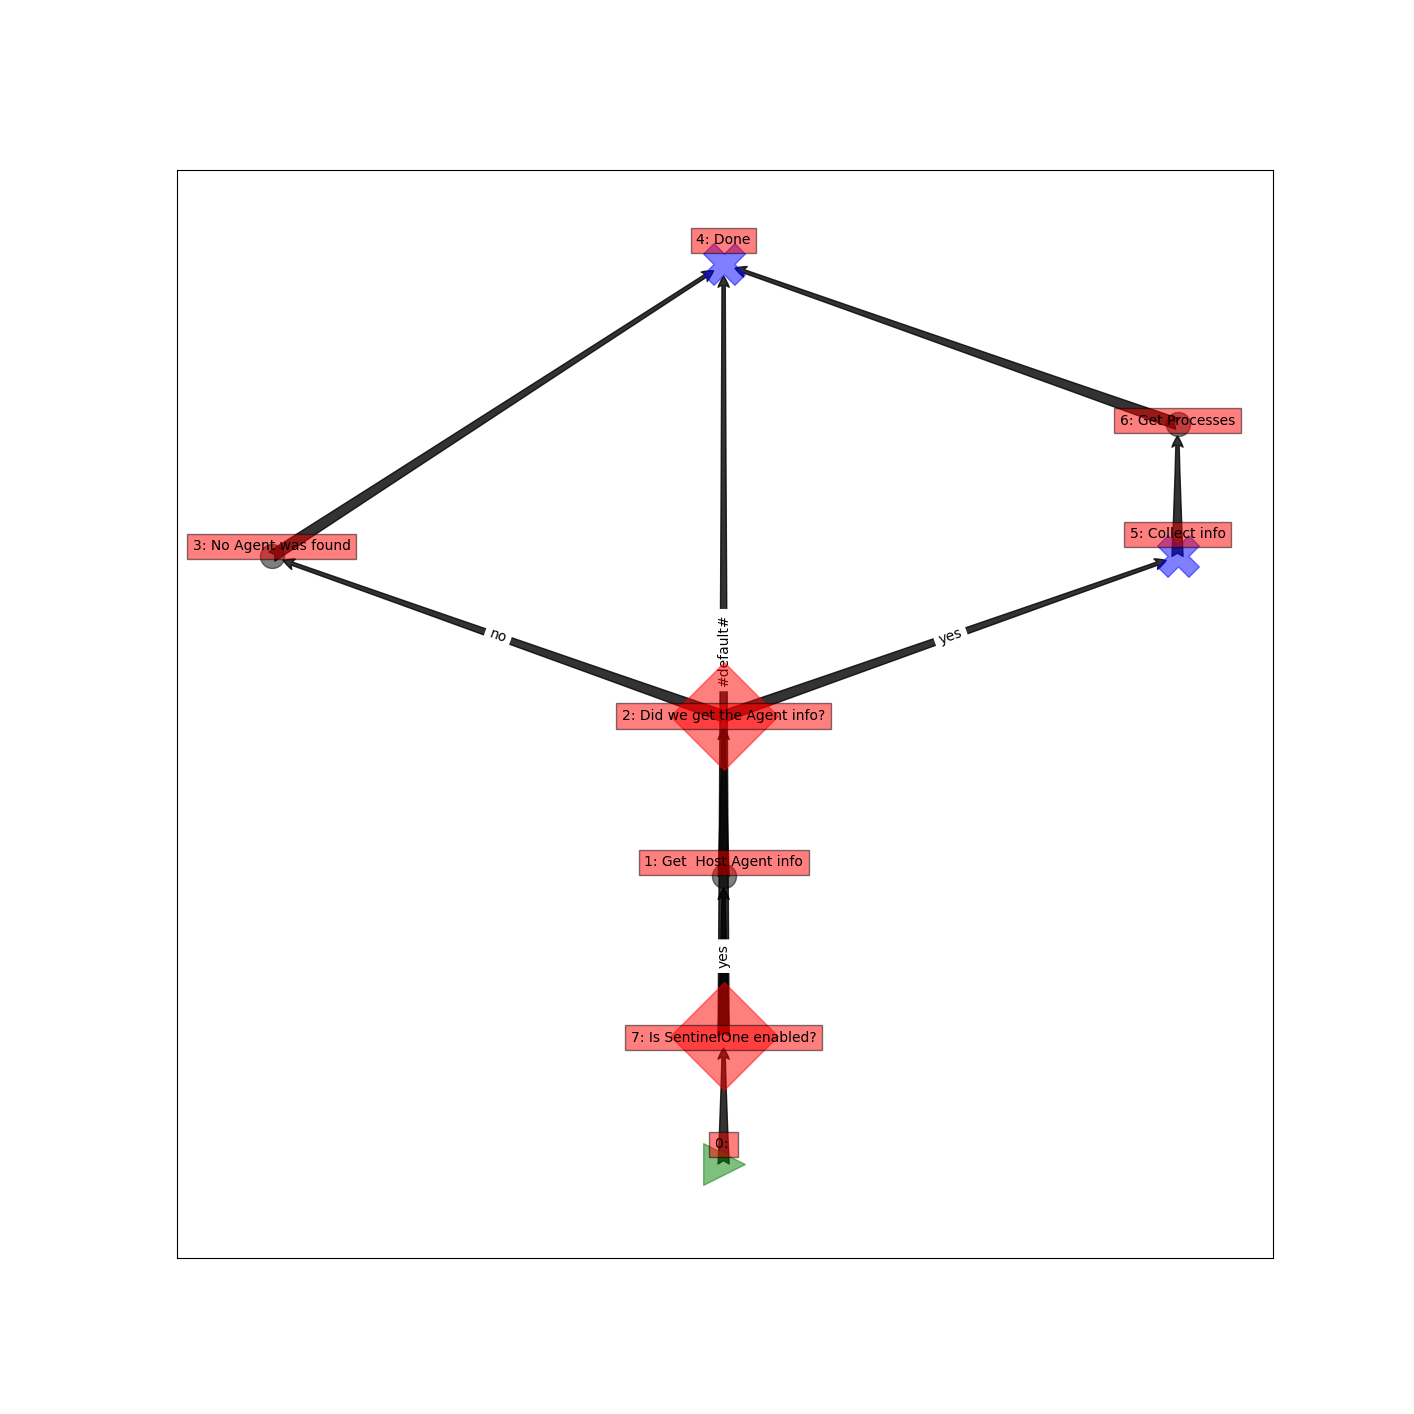 4: Done
6: Get Processes
5: Collect info
3: No Agent was found
no
#default#
yes
2: Did we get the Agent info?
1: Get  Host Agent info
yes
7: Is SentinelOne enabled?
0: